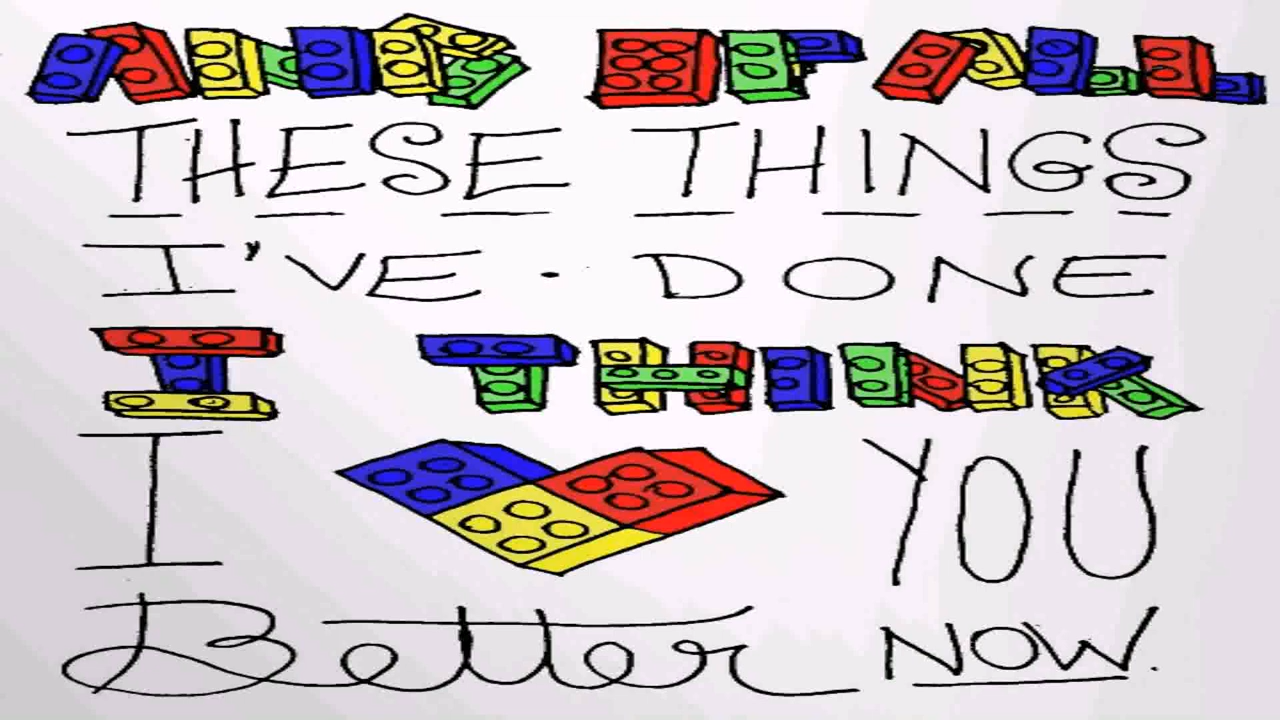 AND OF ALL
THESE THINGS
I'VE · DONE
I THINK
I ❤ YOU
Better NOW.